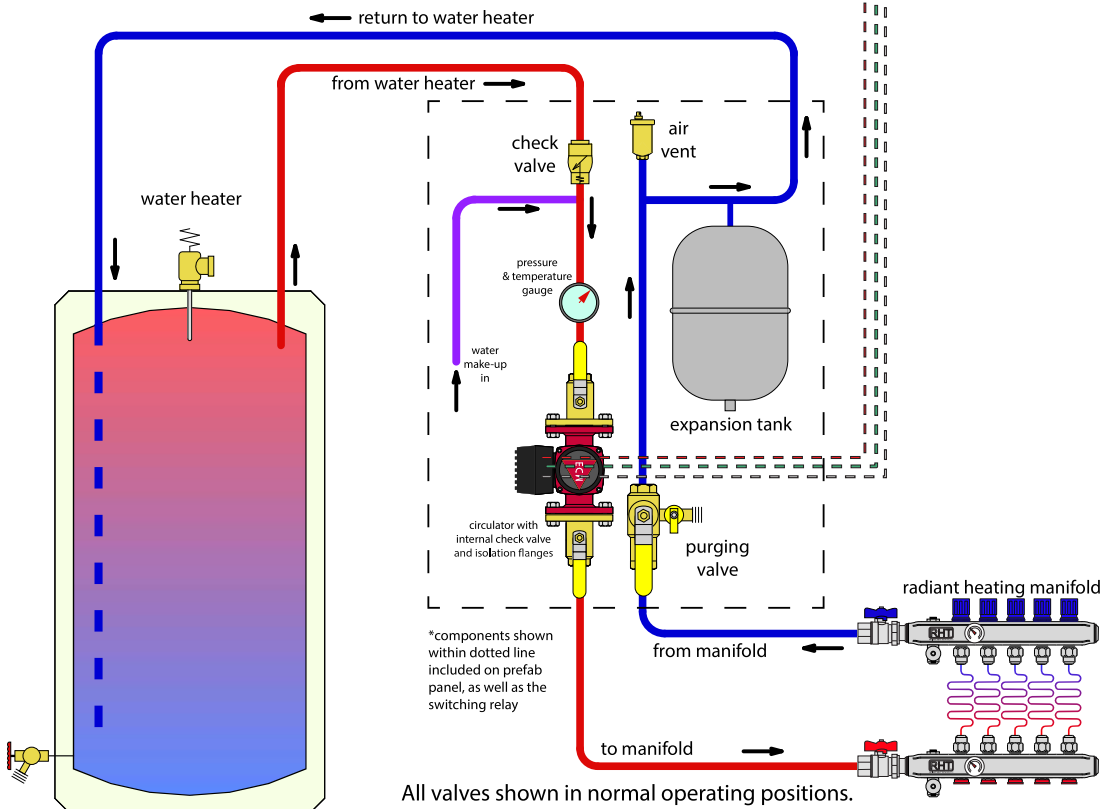 return to water heater
from water heater
check
valve
air
vent
water heater
pressure
& temperature
gauge
water
make-up
in
expansion tank
ECM
circulator with
internal check valve
and isolation flanges
purging
valve
radiant heating manifold
RHT
*components shown
within dotted line
included on prefab
panel, as well as the
switching relay
from manifold
to manifold
RHT
All valves shown in normal operating positions.